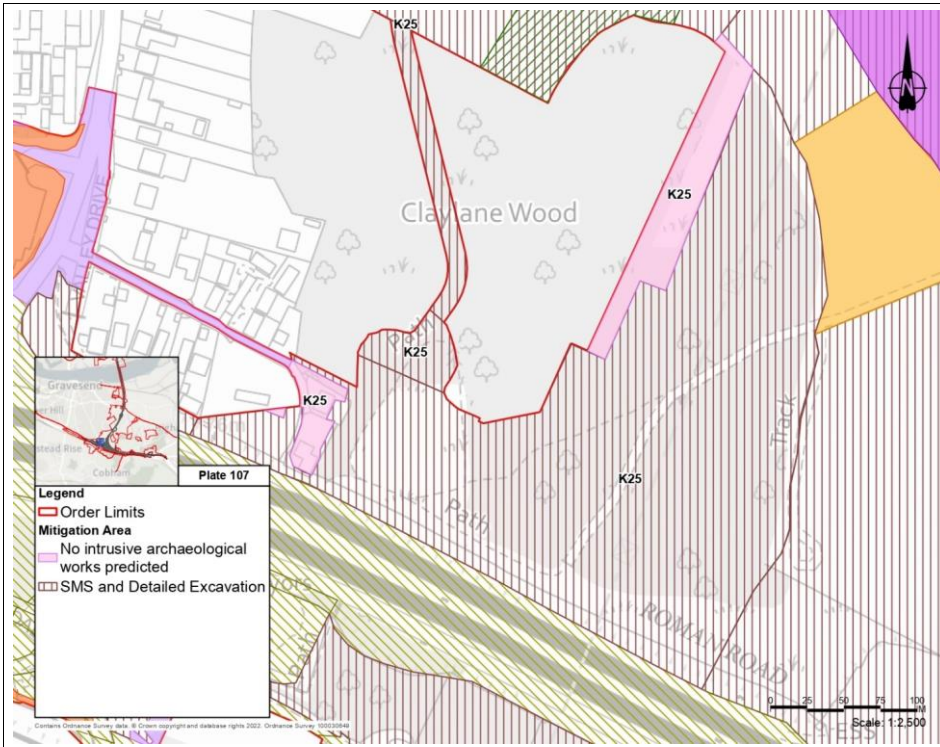 K25
N
Claylane Wood
K25
Path
K25
K25
K25
Track
Path
ROMAN ROAD
Path
Gravesend
Cobham
Plate 107
Legend
Order Limits
Mitigation Area
No intrusive archaeological
works predicted
SMS and Detailed Excavation
0 25 50 75 100
M
Scale: 1:2,500
Contains Ordnance Survey data. © Crown copyright and database rights 2022. Ordnance Survey 100030649